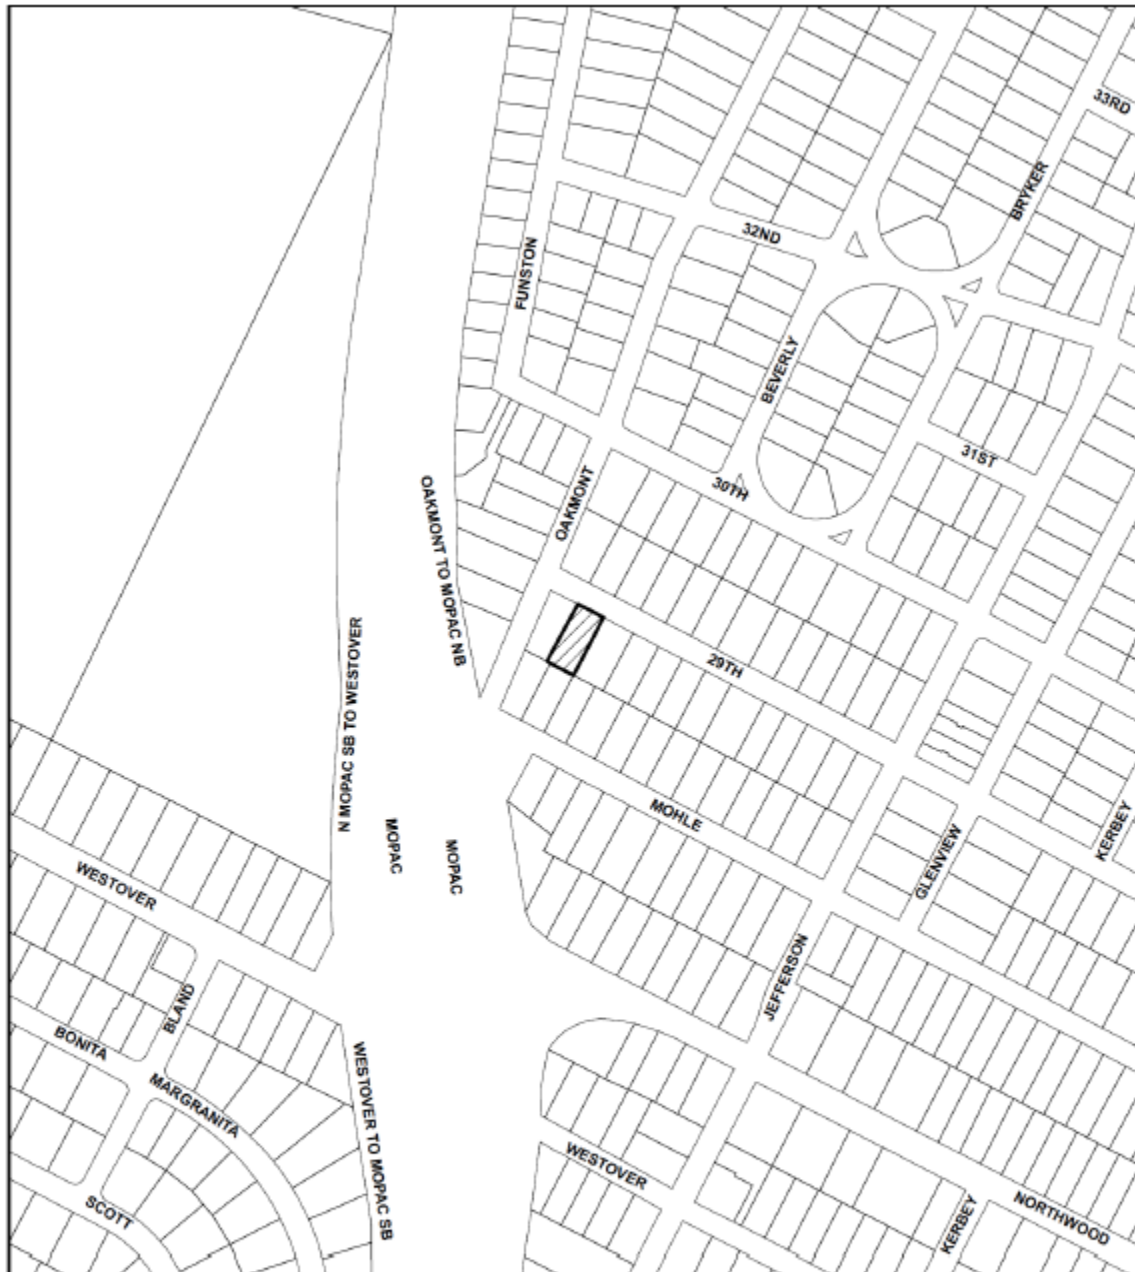 33RD
BRYKER
32ND
FUNSTON
BEVERLY
31ST
30TH
OAKMONT
OAKMONT TO MOPAC NB
N MOPAC SB TO WESTOVER
29TH
MOHLE
KERBEY
MOPAC
MOPAC
GLENVIEW
WESTOVER
JEFFERSON
BLAND
BONITA
MARGRANITA
WESTOVER TO MOPAC SB
WESTOVER
SCOTT
KERBEY
NORTHWOOD